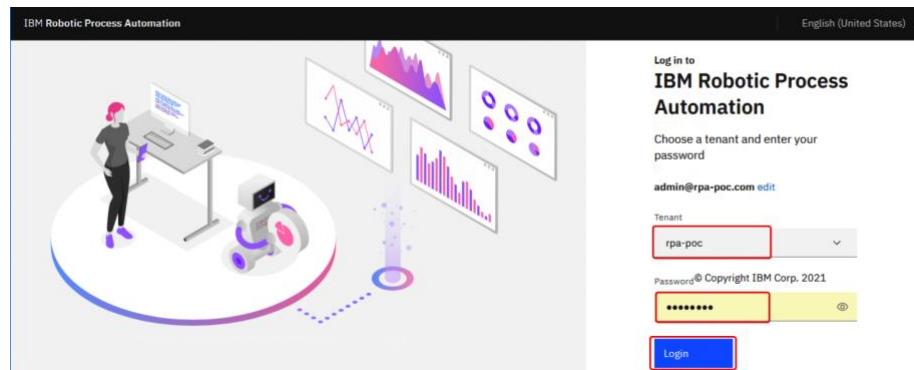 IBM Robotic Process Automation
English (United States)
Log in to
IBM Robotic Process
Automation
Choose a tenant and enter your
password
admin@rpa-poc.com edit
Tenant
rpa-poc
Password© Copyright IBM Corp. 2021
••••••••
Login